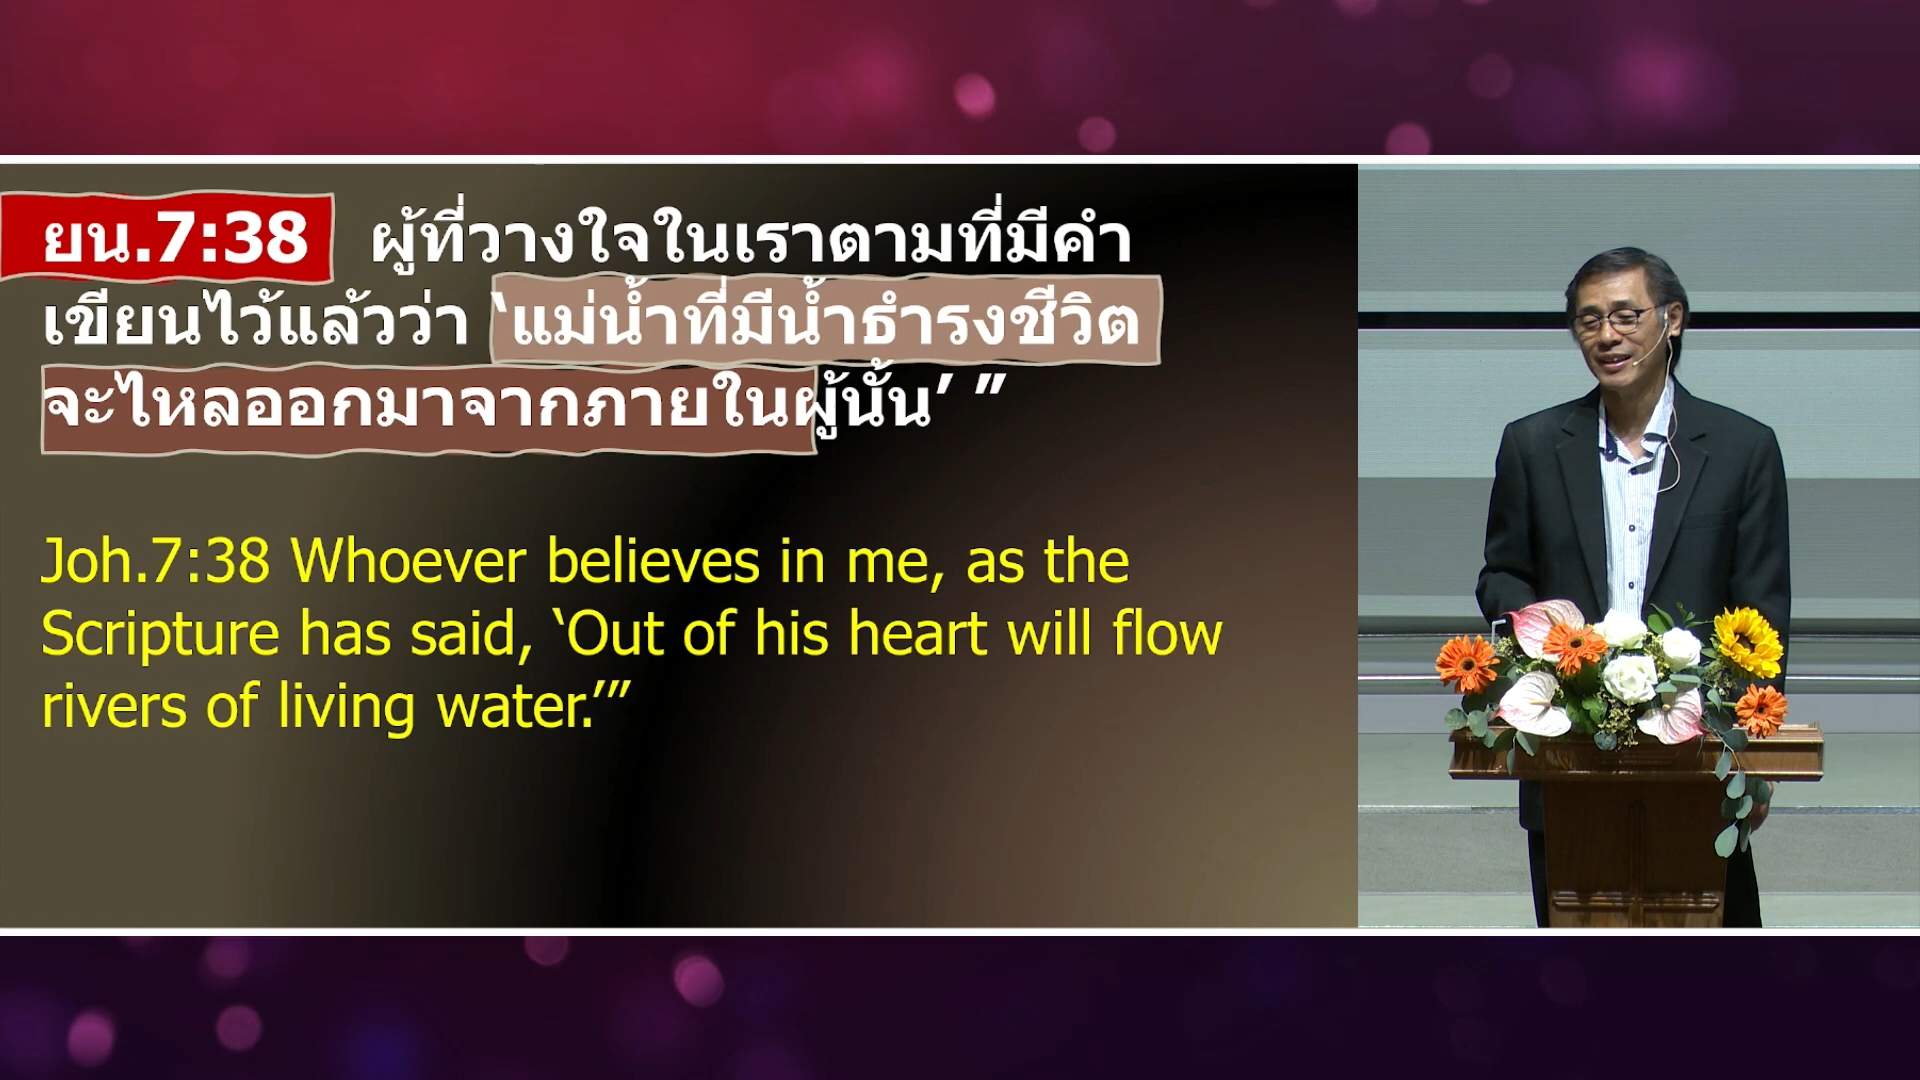 ยน.7:38 ผู้ที่วางใจในเราตามที่มีคำ
เขียนไว้แล้วว่า ‘แม่น้ำที่มีน้ำธำรงชีวิต
จะไหลออกมาจากภายในผู้นั้น’ ”
Joh.7:38 Whoever believes in me, as the
Scripture has said, ‘Out of his heart will flow
rivers of living water.’”